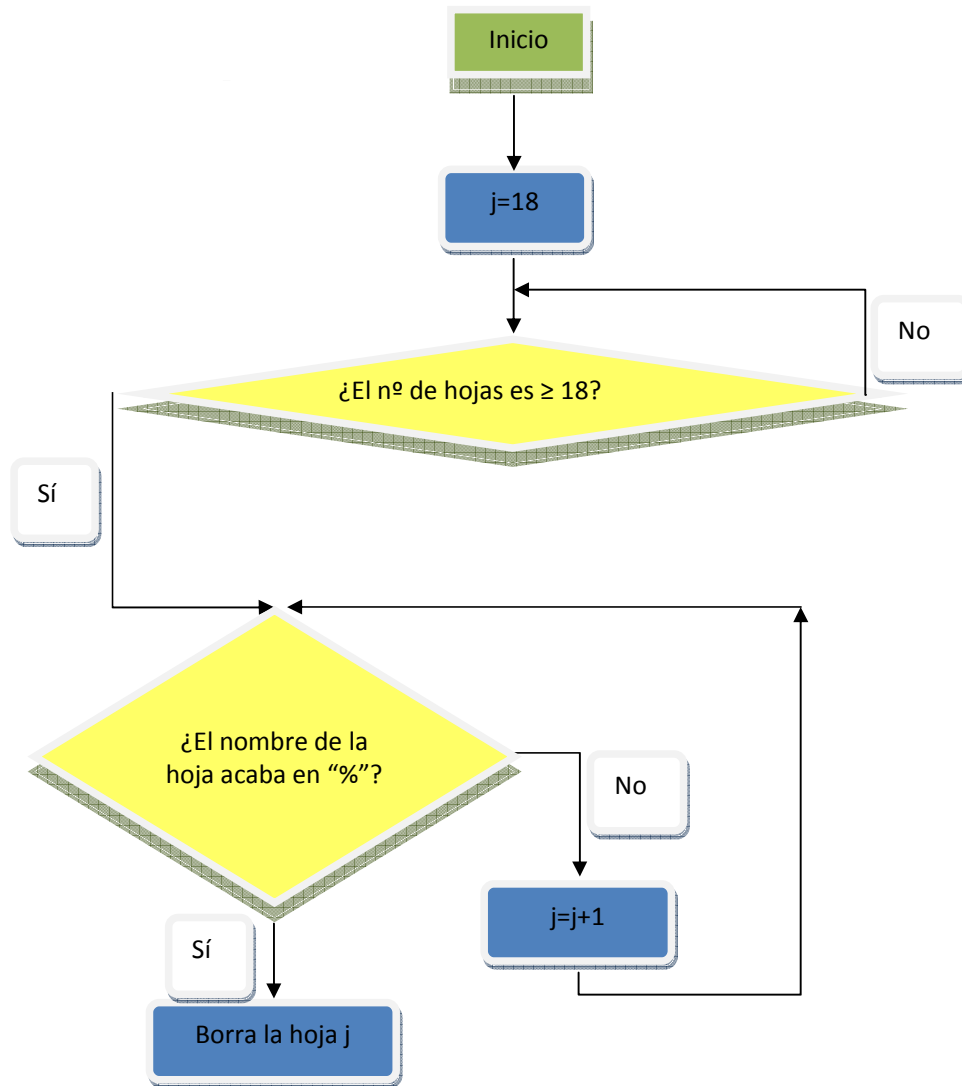 Inicio
j=18
No
¿El nº de hojas es ≥ 18?
Sí
¿El nombre de la
hoja acaba en “%”?
No
j=j+1
Sí
Borra la hoja j